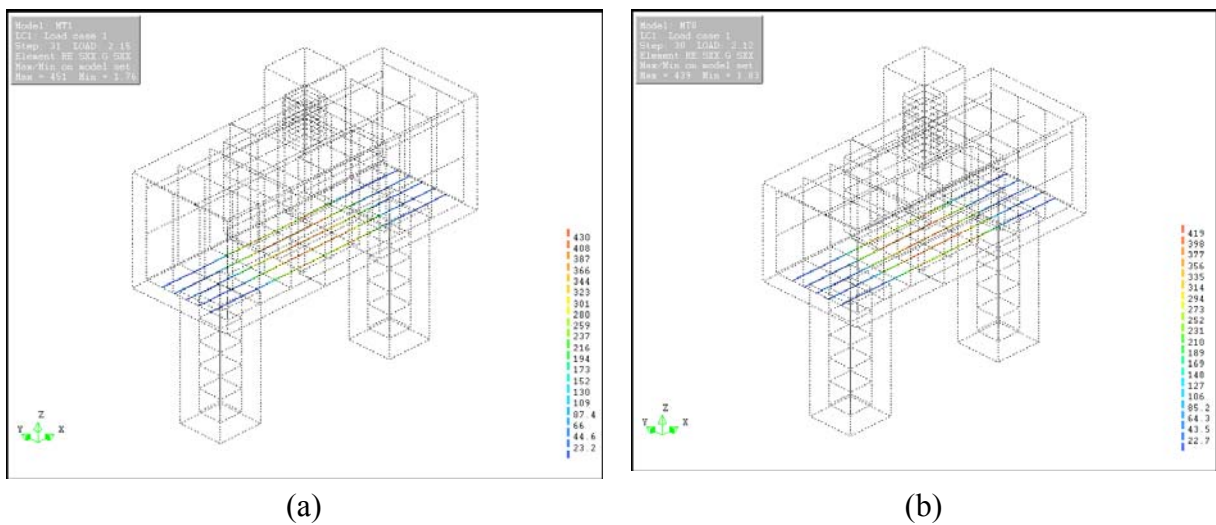 Model: MT1
LC1: Load case 1
Step: 31 LOAD: 2.15
Element RE SXX G SXX
Max/Min on model set
Max = 451 Min = 1.76
430
408
387
366
344
323
301
280
259
237
216
194
173
152
130
109
87.4
66
44.6
23.2
Z
Y X
(a)
Model: MT8
LC1: Load case 1
Step: 30 LOAD: 2.12
Element RE SXX G SXX
Max/Min on model set
Max = 439 Min = 1.83
419
398
377
356
335
314
294
273
252
231
210
189
169
148
127
106
85.2
64.3
43.5
22.7
Z
Y X
(b)